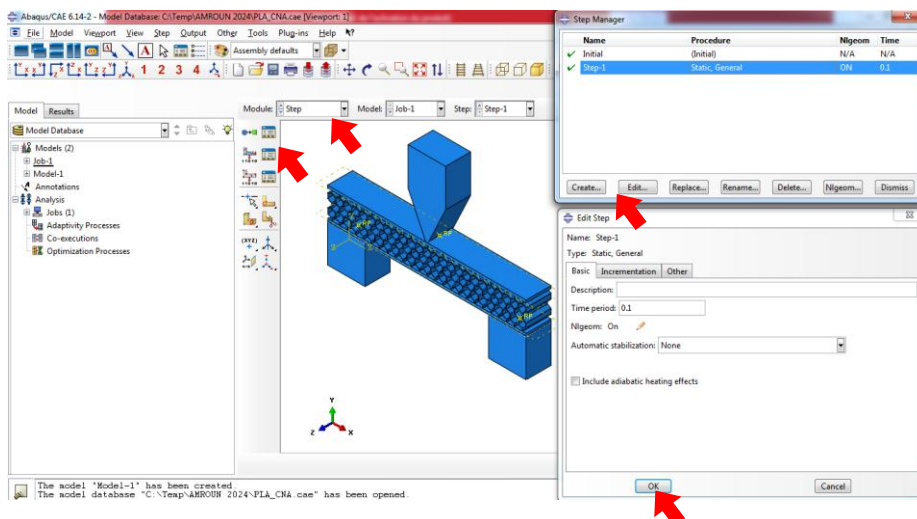 Abaqus/CAE 6.14-2 - Model Database: C:\Temp\AMROUN 2024\PLA_CNA.cae [Viewport: 1]
File Model Viewport View Step Output Other Tools Plug-ins Help
Assembly defaults
1 2 3 4
Model Results
Module: Step Model: Job-1 Step: Step-1
Model Database
Models (2)
Job-1
Model-1
Annotations
Analysis
Jobs (1)
Adaptivity Processes
Co-executions
Optimization Processes
(XYZ)
RP
RP
RP
Y
Z X
The model "Model-1" has been created.
The model database "C:\Temp\AMROUN 2024\PLA_CNA.cae" has been opened.
Step Manager
Name Procedure Nlgeom Time
Initial (Initial) N/A N/A
Step-1 Static, General ON 0.1
Create... Edit... Replace... Rename... Delete... Nlgeom... Dismiss
Edit Step
Name: Step-1
Type: Static, General
Basic Incrementation Other
Description:
Time period: 0.1
Nlgeom: On
Automatic stabilization: None
Include adiabatic heating effects
OK Cancel